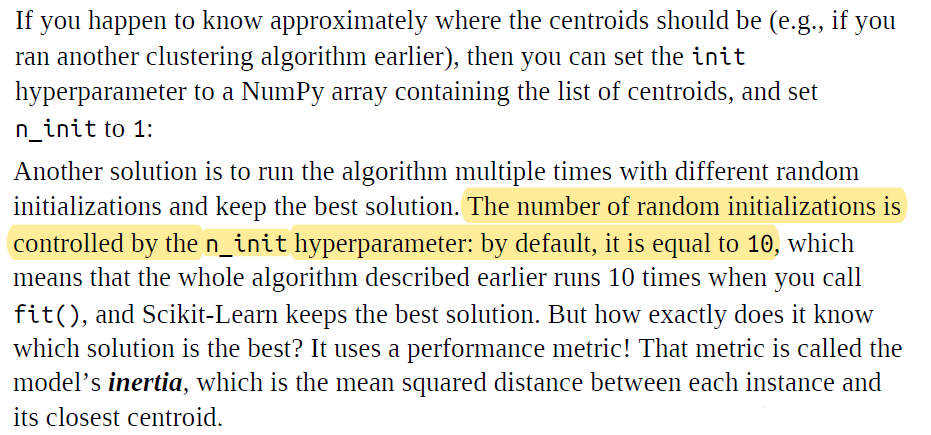 If you happen to know approximately where the centroids should be (e.g., if you
ran another clustering algorithm earlier), then you can set the init
hyperparameter to a NumPy array containing the list of centroids, and set
n_init to 1:
Another solution is to run the algorithm multiple times with different random
initializations and keep the best solution. The number of random initializations is
controlled by the n_init hyperparameter: by default, it is equal to 10, which
means that the whole algorithm described earlier runs 10 times when you call
fit(), and Scikit-Learn keeps the best solution. But how exactly does it know
which solution is the best? It uses a performance metric! That metric is called the
model’s inertia, which is the mean squared distance between each instance and
its closest centroid.